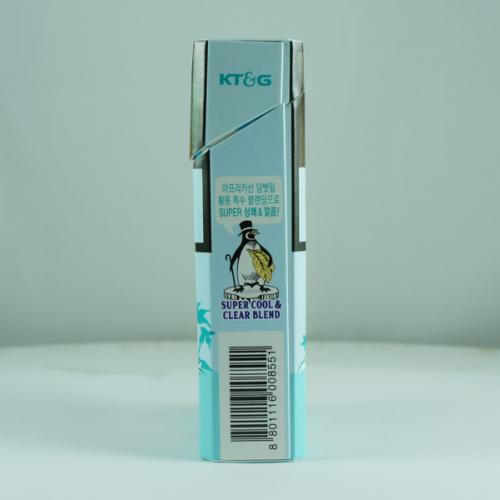 KT&G
아프리카산 담뱃잎
활용 특수 블렌딩으로
SUPER 상쾌 & 깔끔!
SUPER COOL &
CLEAR BLEND
8 801116 008551